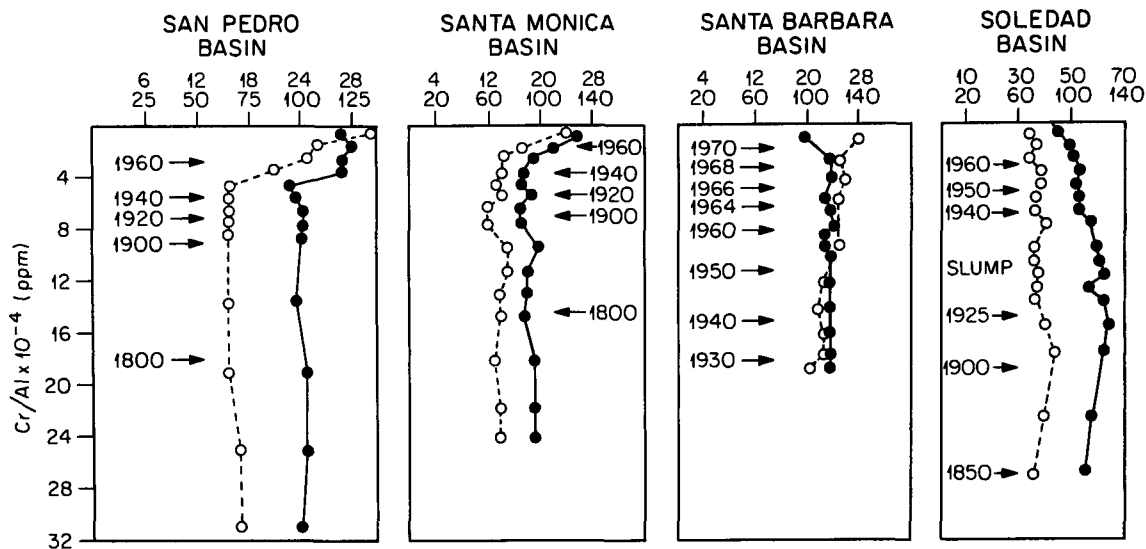 SAN PEDRO
BASIN
6 12 18 24 28
25 50 75 100 125
SANTA MONICA
BASIN
4 12 20 28
20 60 100 140
SANTA BARBARA
BASIN
4 12 20 28
20 60 100 140
SOLEDAD
BASIN
10 30 50 70
20 60 100 140
Cr/Al x 10⁻⁴ (ppm)
4
8
12
16
20
24
28
32
1960
1940
1920
1900
1800
1960
1940
1920
1900
1800
1970
1968
1966
1964
1960
1950
1940
1930
1960
1950
1940
SLUMP
1925
1900
1850